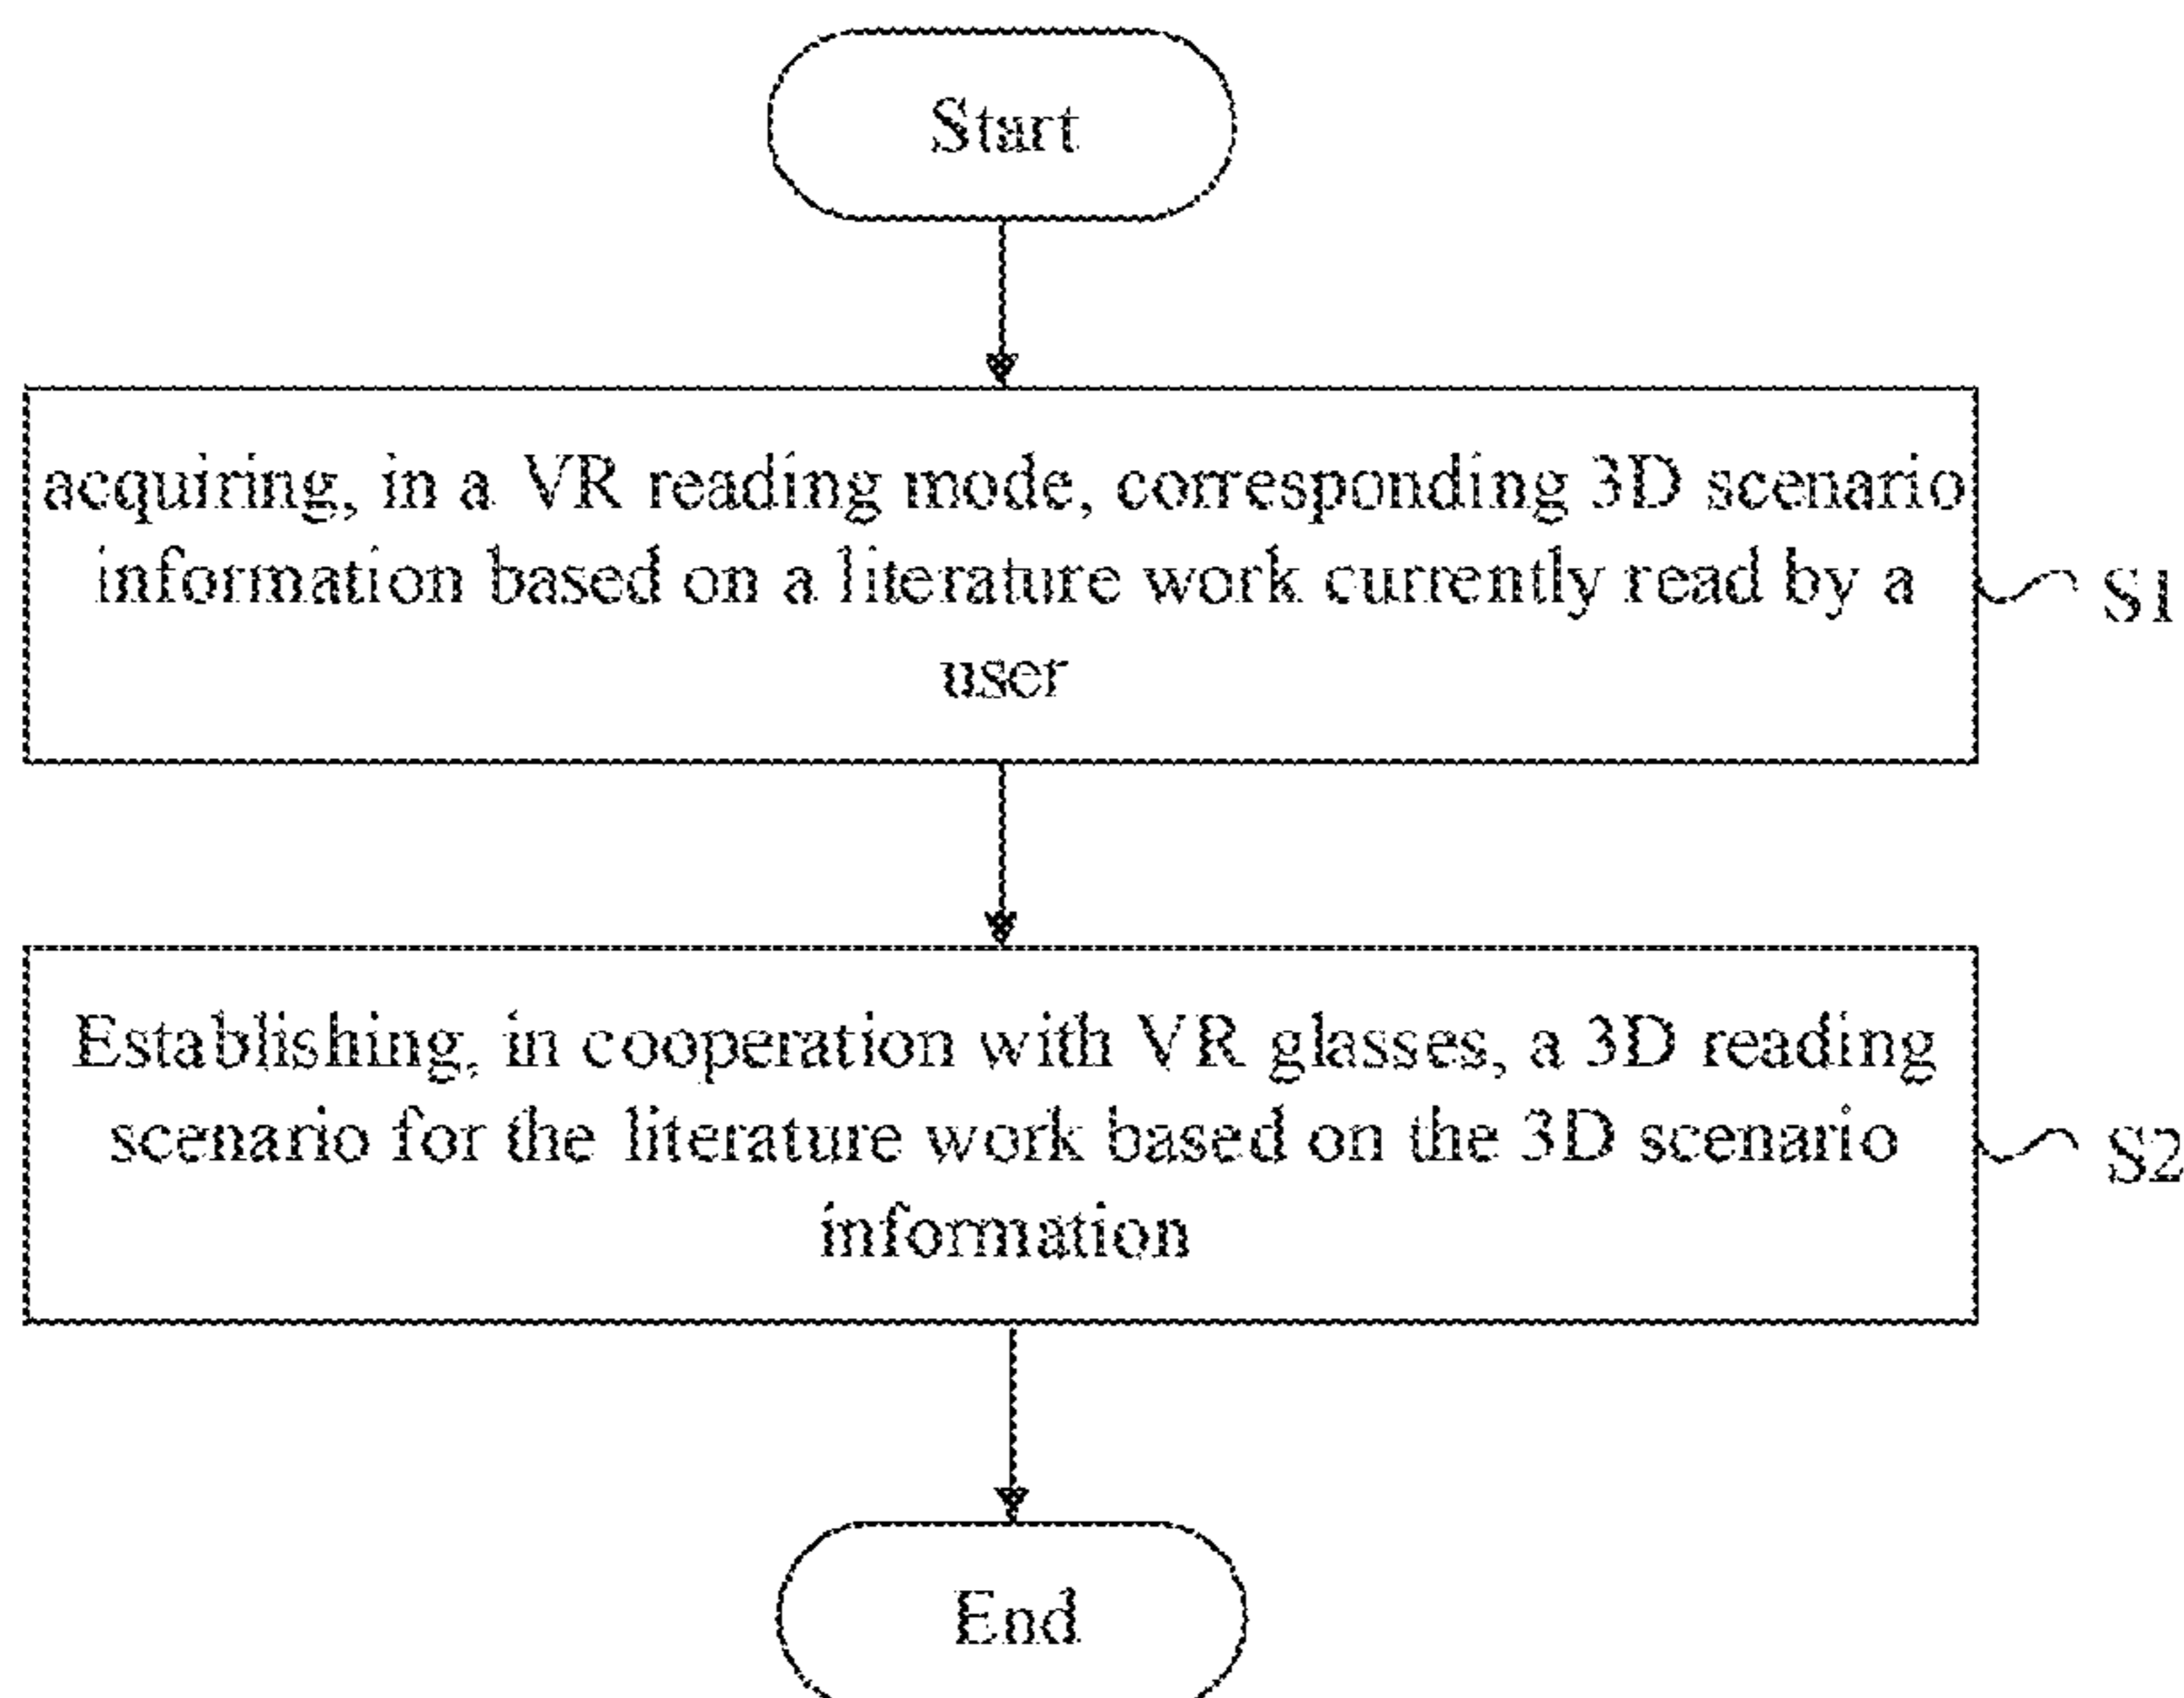 Start
acquiring, in a VR reading mode, corresponding 3D scenario
information based on a literature work currently read by a
user
S1
Establishing, in cooperation with VR glasses, a 3D reading
scenario for the literature work based on the 3D scenario
information
S2
End